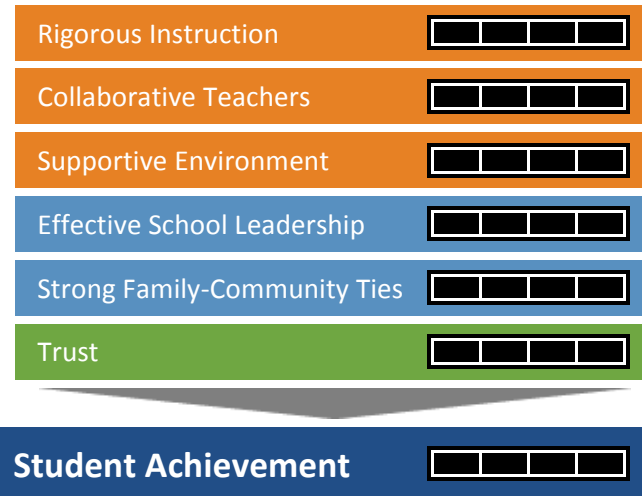 Rigorous Instruction
Collaborative Teachers
Supportive Environment
Effective School Leadership
Strong Family-Community Ties
Trust
Student Achievement